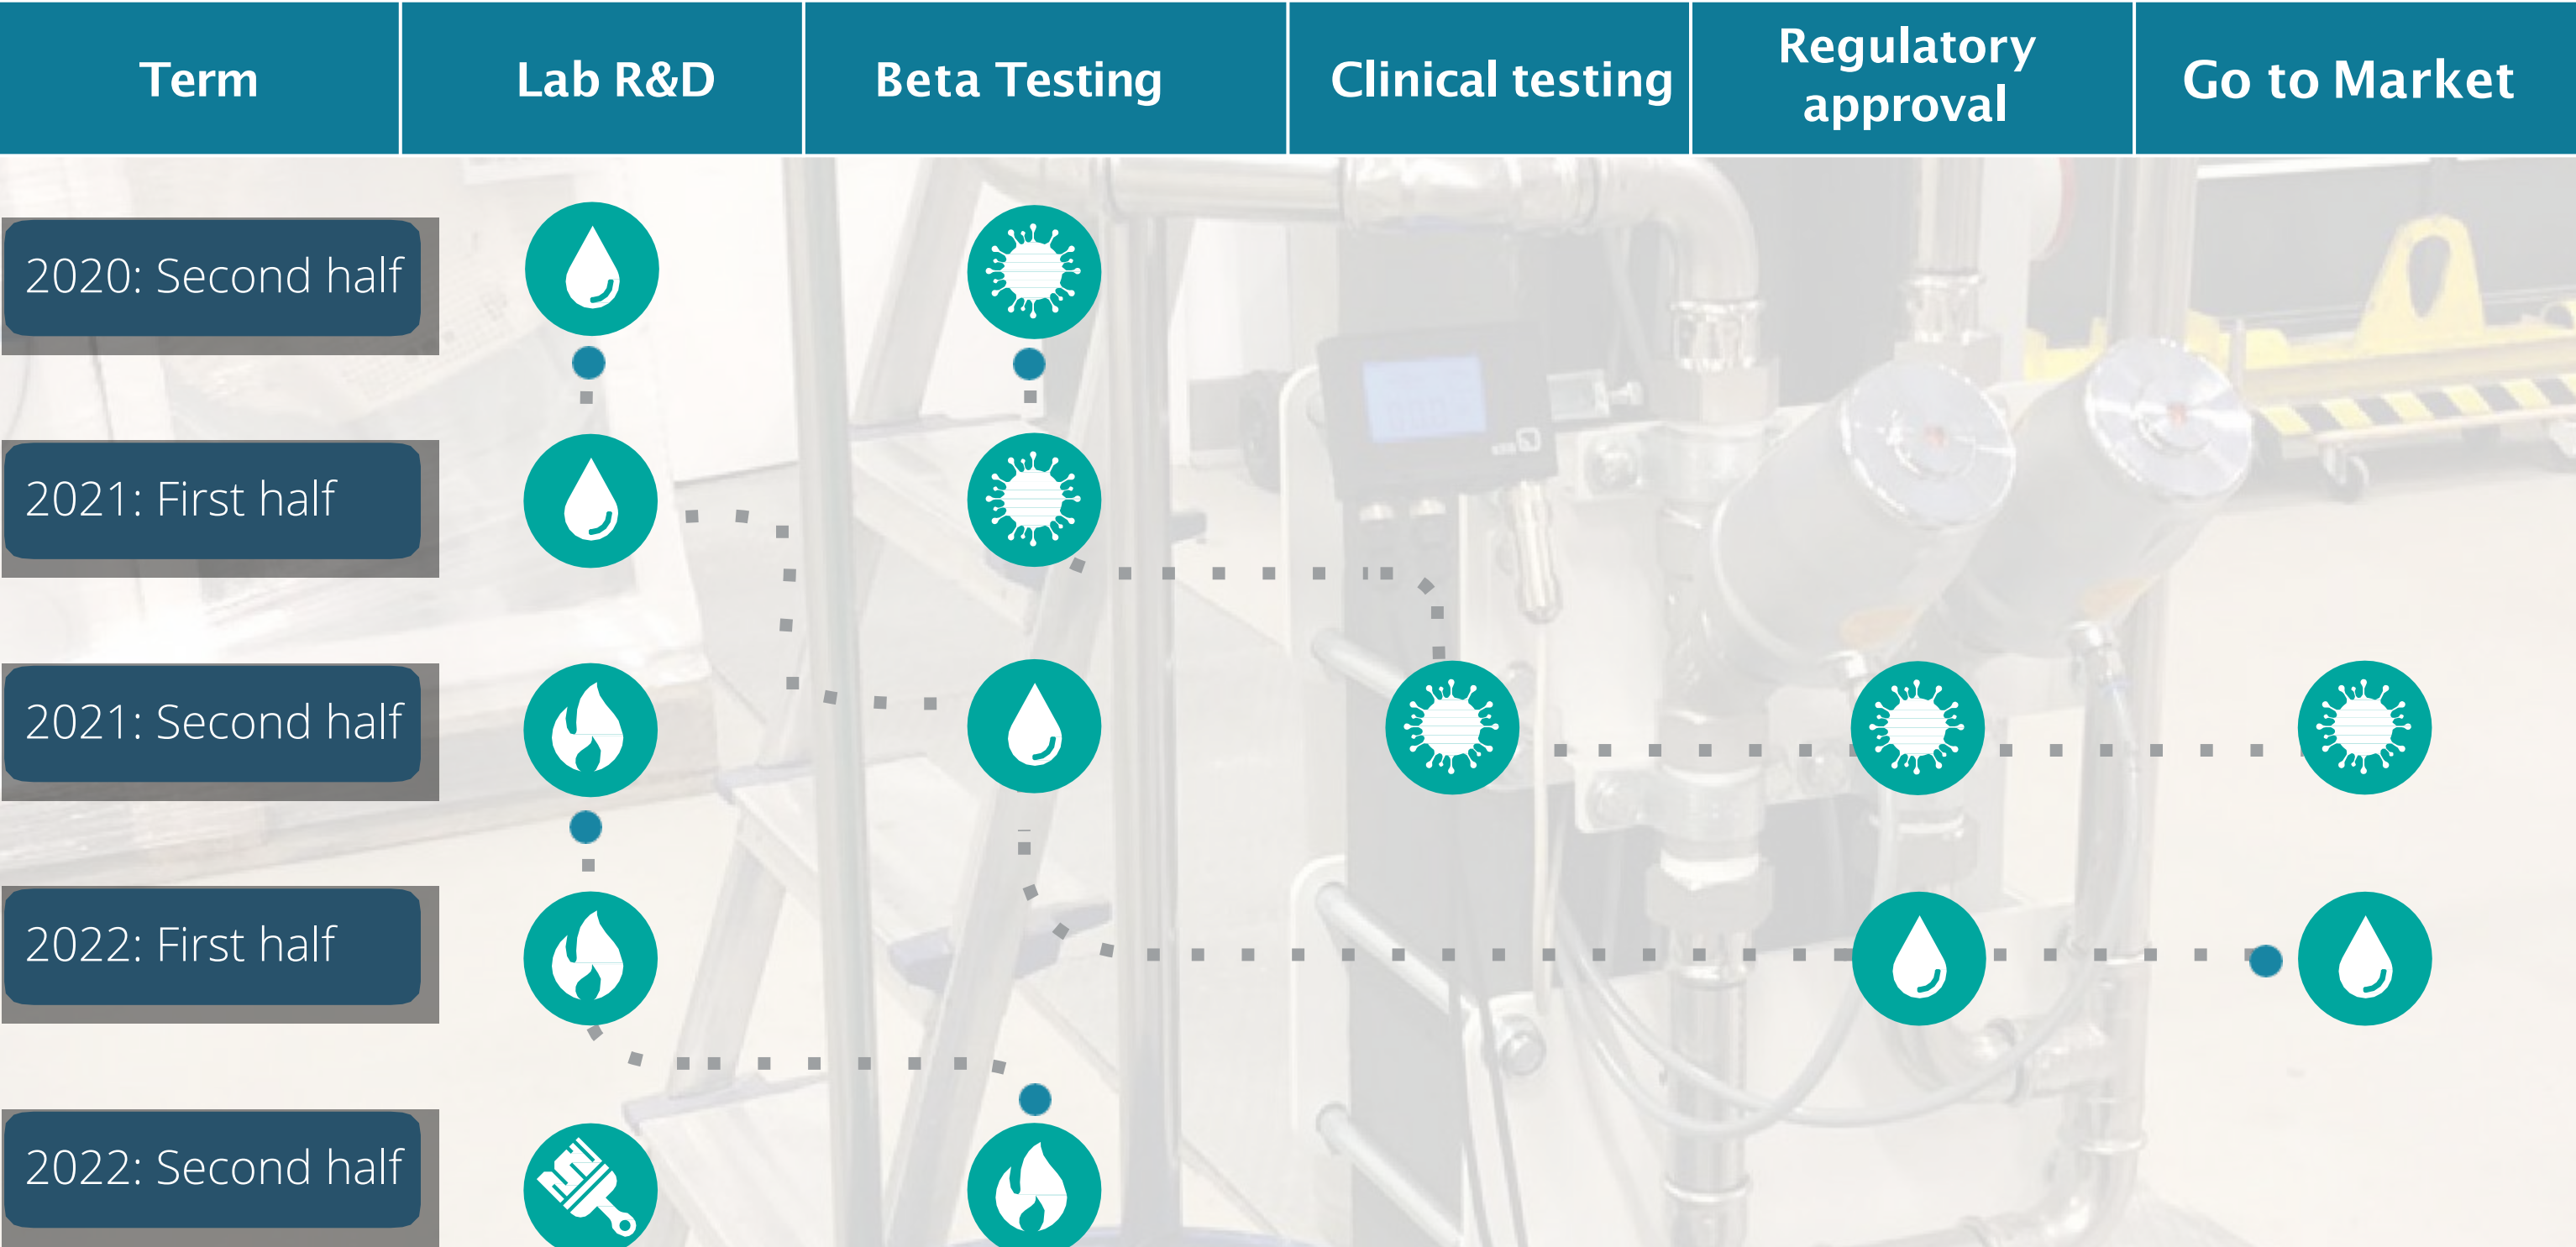 Term
Lab R&D
Beta Testing
Clinical testing
Regulatory
approval
Go to Market
2020: Second half
2021: First half
2021: Second half
2022: First half
2022: Second half